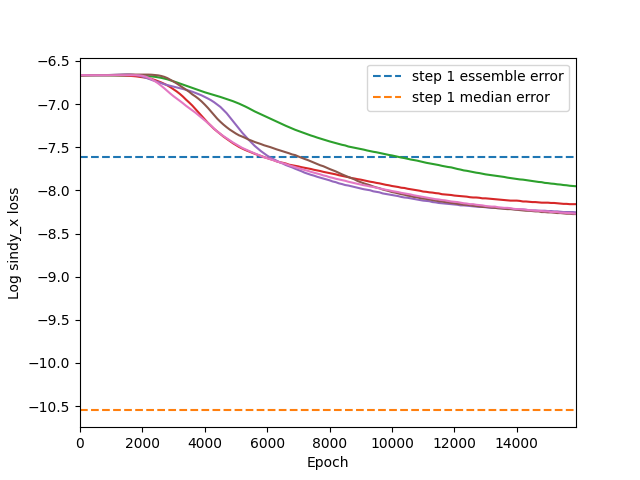 step 1 essemble error
step 1 median error
−6.5
−7.0
−7.5
−8.0
−8.5
−9.0
−9.5
−10.0
−10.5
Log sindy_x loss
0 2000 4000 6000 8000 10000 12000 14000
Epoch